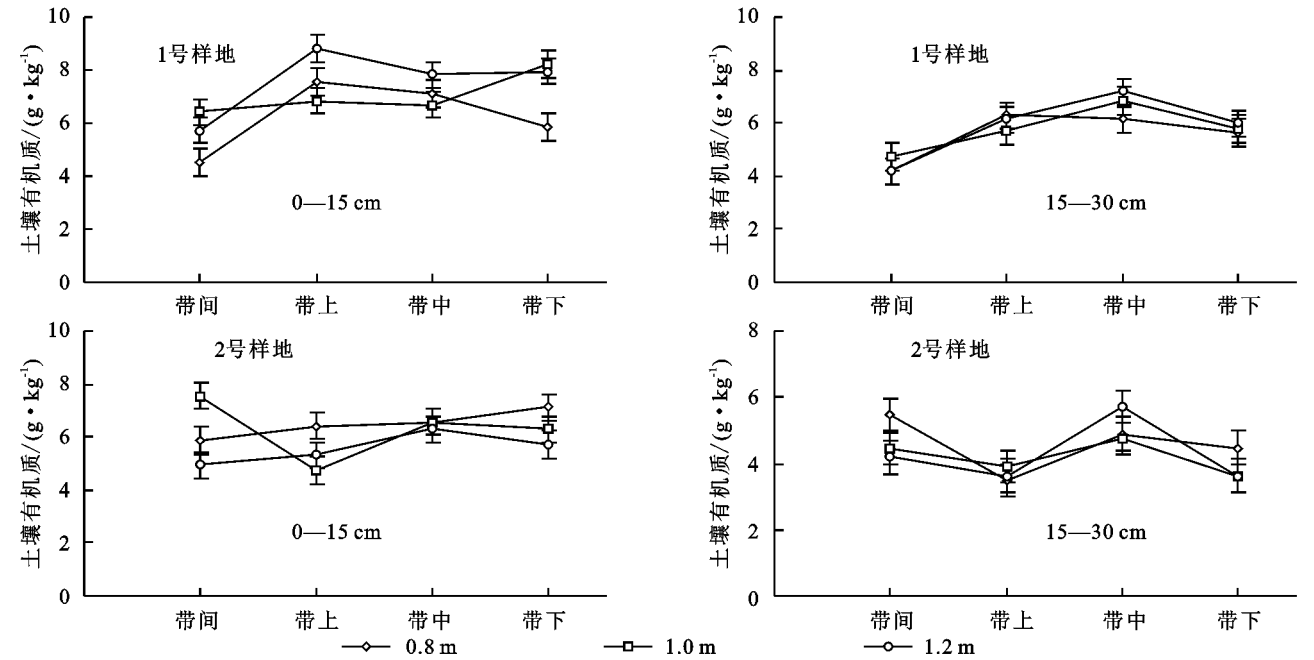 土壤有机质/(g·kg⁻¹)
10
8
6
4
2
0
1号样地
0—15 cm
带间 带上 带中 带下
土壤有机质/(g·kg⁻¹)
10
8
6
4
2
0
1号样地
15—30 cm
带间 带上 带中 带下
土壤有机质/(g·kg⁻¹)
10
8
6
4
2
0
2号样地
0—15 cm
带间 带上 带中 带下
土壤有机质/(g·kg⁻¹)
8
6
4
2
0
2号样地
15—30 cm
带间 带上 带中 带下
0.8 m 1.0 m 1.2 m